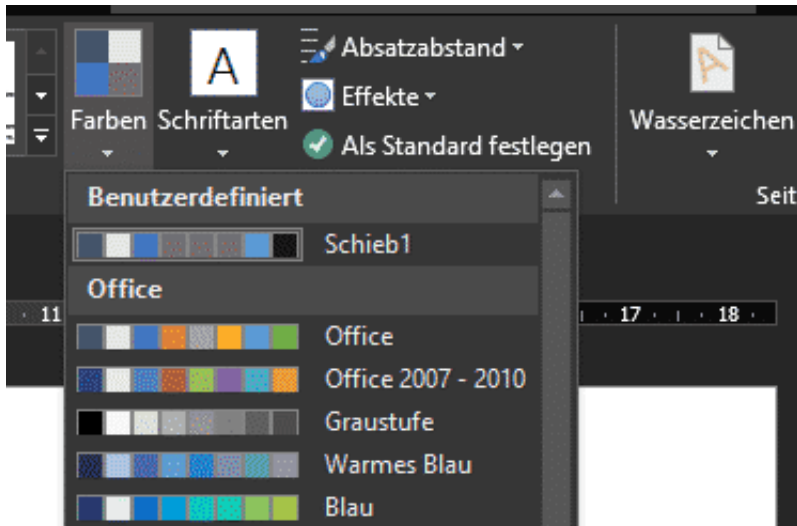 A
Absatzabstand
Effekte
Als Standard festlegen
Farben
Schriftarten
Wasserzeichen
Seit
Benutzerdefiniert
Schieb1
Office
11
17
18
Office
Office 2007 - 2010
Graustufe
Warmes Blau
Blau